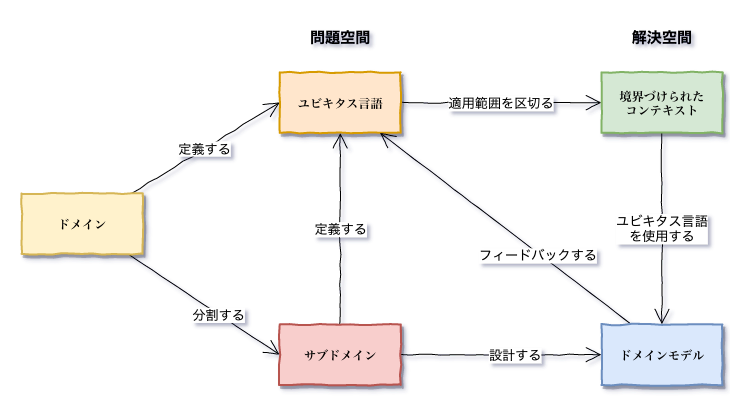 問題空間
解決空間
ユビキタス言語
適用範囲を区切る
境界づけられた
コンテキスト
定義する
ドメイン
定義する
ユビキタス言語
を使用する
フィードバックする
分割する
サブドメイン
設計する
ドメインモデル